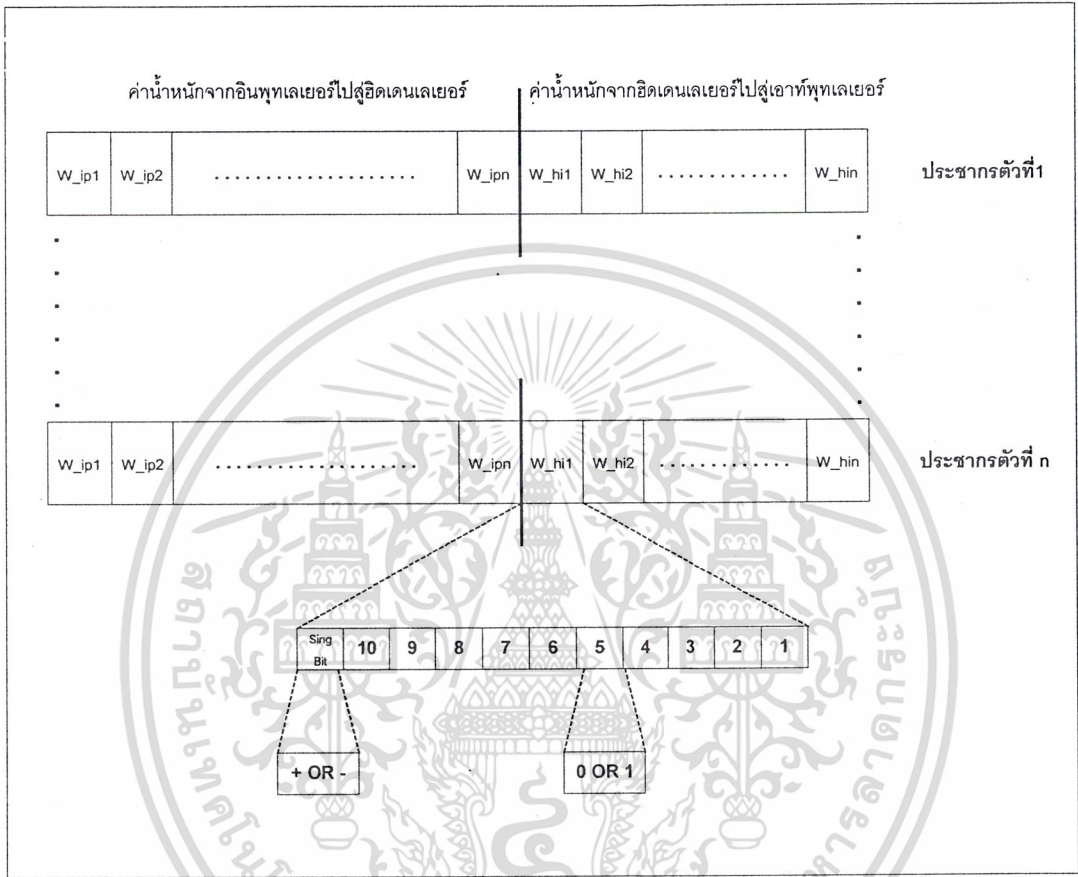 ค่าน้ำหนักจากอินพุทเลเยอร์ไปสู่ฮิดเดนเลเยอร์ ค่าน้ำหนักจากฮิดเดนเลเยอร์ไปสู่เอาท์พุทเลเยอร์
W_ip1 W_ip2 .................... W_ipn W_hi1 W_hi2 ............. W_hin ประชากรตัวที่1
W_ip1 W_ip2 .................... W_ipn W_hi1 W_hi2 ............. W_hin ประชากรตัวที่ n
Sing
Bit 10 9 8 7 6 5 4 3 2 1
+ OR - 0 OR 1